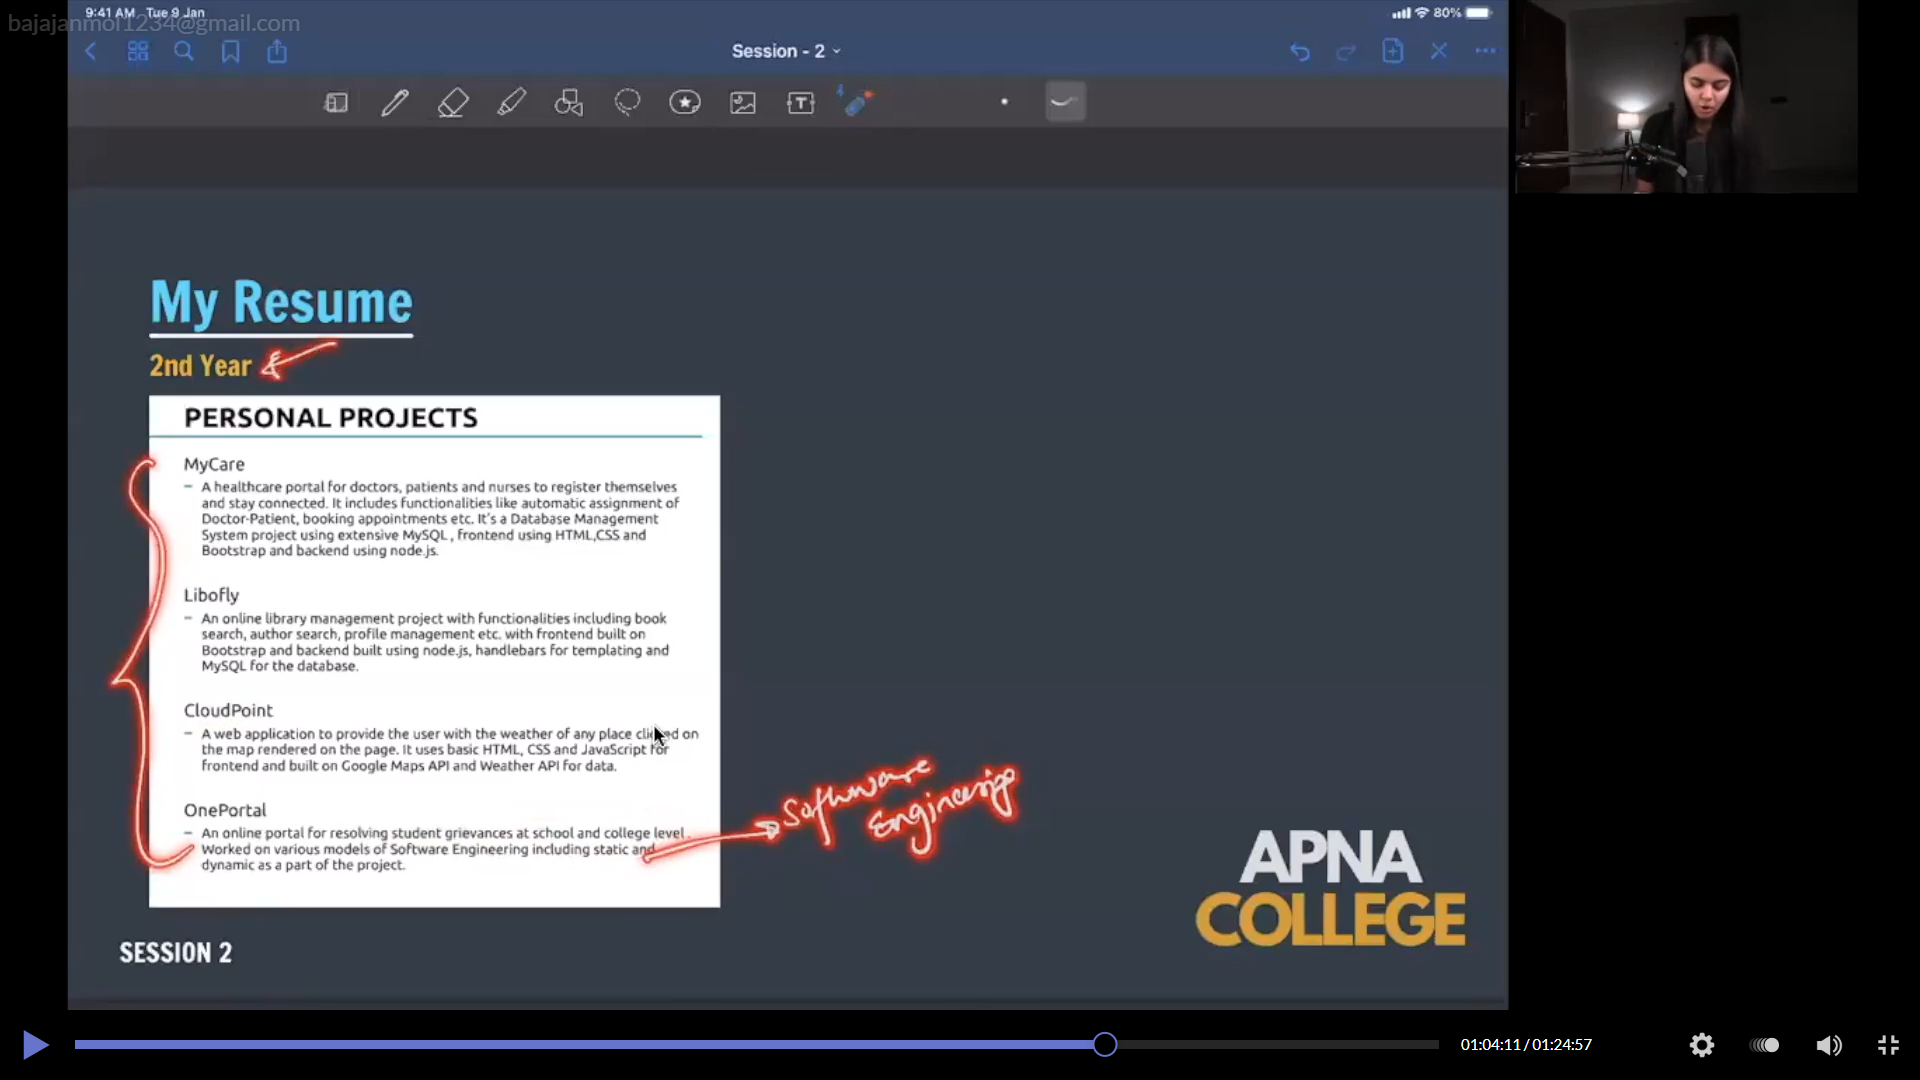 bajajanmol1234@gmail.com
9:41 AM Tue 9 Jan
80%
Session - 2
My Resume
2nd Year
PERSONAL PROJECTS
MyCare
– A healthcare portal for doctors, patients and nurses to register themselves
and stay connected. It includes functionalities like automatic assignment of
Doctor-Patient, booking appointments etc. It's a Database Management
System project using extensive MySQL , frontend using HTML,CSS and
Bootstrap and backend using node.js.
Libofly
– An online library management project with functionalities including book
search, author search, profile management etc. with frontend built on
Bootstrap and backend built using node.js, handlebars for templating and
MySQL for the database.
CloudPoint
– A web application to provide the user with the weather of any place clicked on
the map rendered on the page. It uses basic HTML, CSS and JavaScript for
frontend and built on Google Maps API and Weather API for data.
OnePortal
– An online portal for resolving student grievances at school and college level.
Worked on various models of Software Engineering including static and
dynamic as a part of the project.
Software
Engineering
APNA
COLLEGE
SESSION 2
01:04:11 / 01:24:57